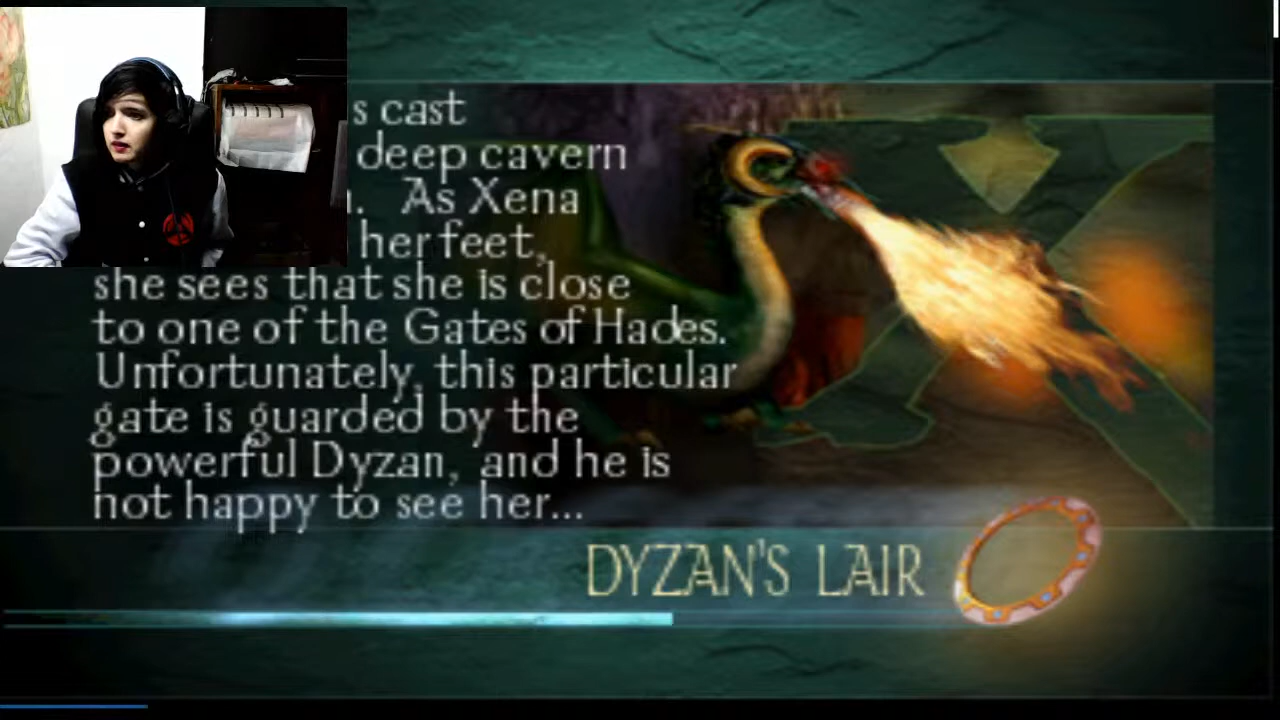 s cast
deep cavern
. As Xena
her feet,
she sees that she is close
to one of the Gates of Hades.
Unfortunately, this particular
gate is guarded by the
powerful Dyzan, and he is
not happy to see her...
DYZAN'S LAIR